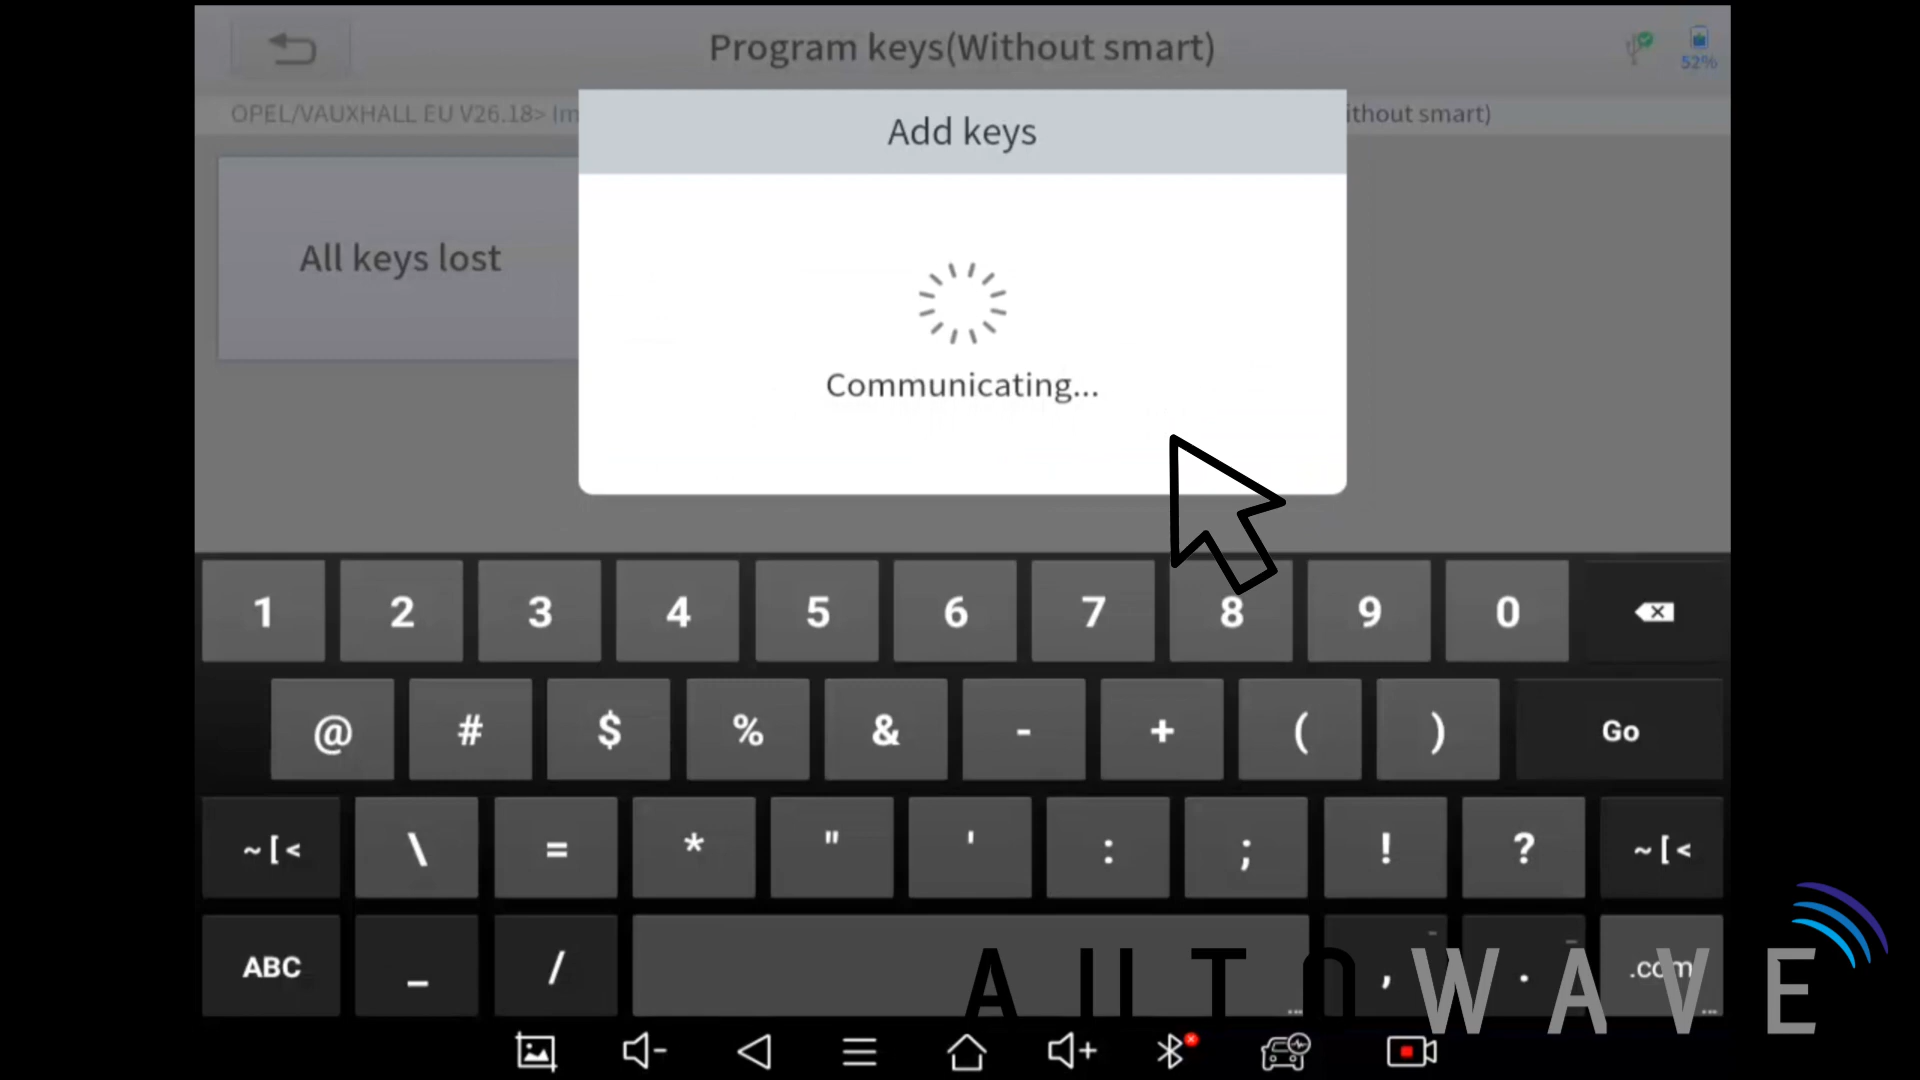 Program keys(Without smart)
52%
OPEL/VAUXHALL EU V26.18> Im
ithout smart)
Add keys
All keys lost
Communicating...
1 2 3 4 5 6 7 8 9 0
@ # $ % & - + ( ) Go
~ [ < \ = * " ' : ; ! ? ~ [ <
ABC _ / , . .com
AUTOWAVE